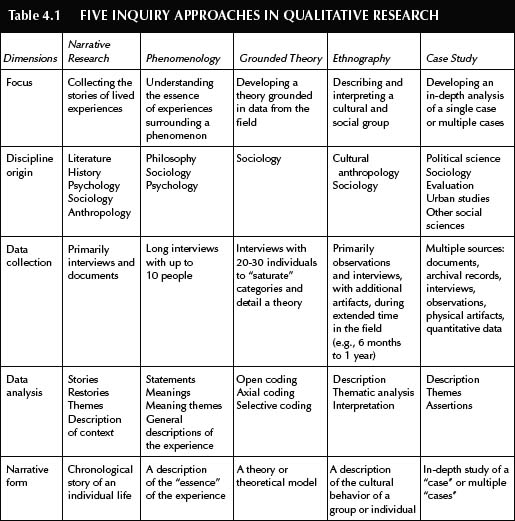 Table 4.1 FIVE INQUIRY APPROACHES IN QUALITATIVE RESEARCH
Dimensions
Narrative
Research
Phenomenology
Grounded Theory
Ethnography
Case Study
Focus
Collecting the
stories of lived
experiences
Understanding
the essence
of experiences
surrounding a
phenomenon
Developing a
theory grounded
in data from the
field
Describing and
interpreting a
cultural and
social group
Developing an
in-depth analysis
of a single case
or multiple cases
Discipline
origin
Literature
History
Psychology
Sociology
Anthropology
Philosophy
Sociology
Psychology
Sociology
Cultural
anthropology
Sociology
Political science
Sociology
Evaluation
Urban studies
Other social
sciences
Data
collection
Primarily
interviews and
documents
Long interviews
with up to
10 people
Interviews with
20-30 individuals
to “saturate”
categories and
detail a theory
Primarily
observations
and interviews,
with additional
artifacts, during
extended time
in the field
(e.g., 6 months
to 1 year)
Multiple sources:
documents,
archival records,
interviews,
observations,
physical artifacts,
quantitative data
Data
analysis
Stories
Restories
Themes
Description
of context
Statements
Meanings
Meaning themes
General
descriptions of
the experience
Open coding
Axial coding
Selective coding
Description
Thematic analysis
Interpretation
Description
Themes
Assertions
Narrative
form
Chronological
story of an
individual life
A description
of the “essence”
of the experience
A theory or
theoretical model
A description
of the cultural
behavior of a
group or individual
In-depth study of a
“case” or multiple
“cases”